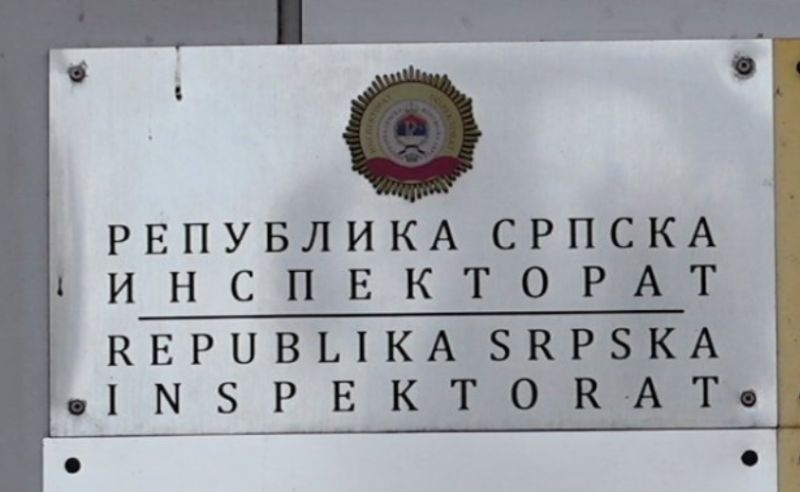 РЕПУБЛИКА СРПСКА
ИНСПЕКТОРАТ
REPUBLIKA SRPSKA
INSPEKTORAT